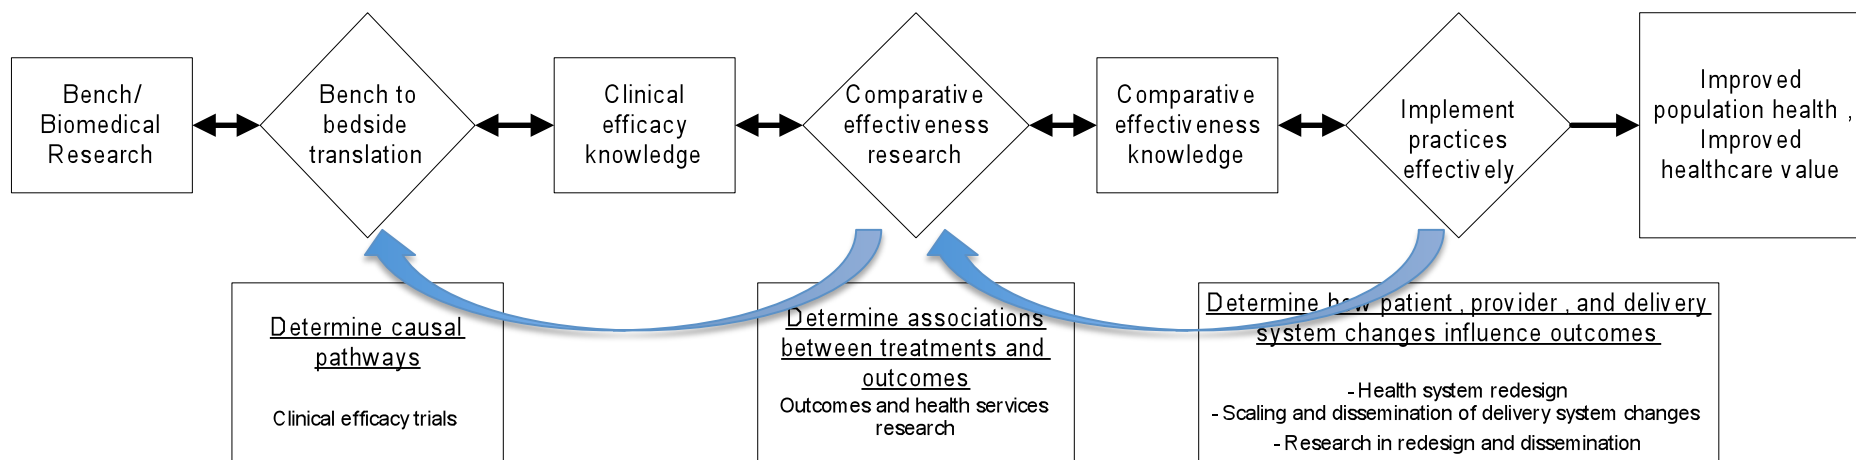 Bench/
Biomedical
Research
Bench to
bedside
translation
Clinical
efficacy
knowledge
Comparative
effectiveness
research
Comparative
effectiveness
knowledge
Implement
practices
effectively
Improved
population health ,
Improved
healthcare value
Determine causal
pathways
Clinical efficacy trials
Determine associations
between treatments and
outcomes
Outcomes and health services
research
Determine how patient , provider , and delivery
system changes influence outcomes
- Health system redesign
- Scaling and dissemination of delivery system changes
- Research in redesign and dissemination